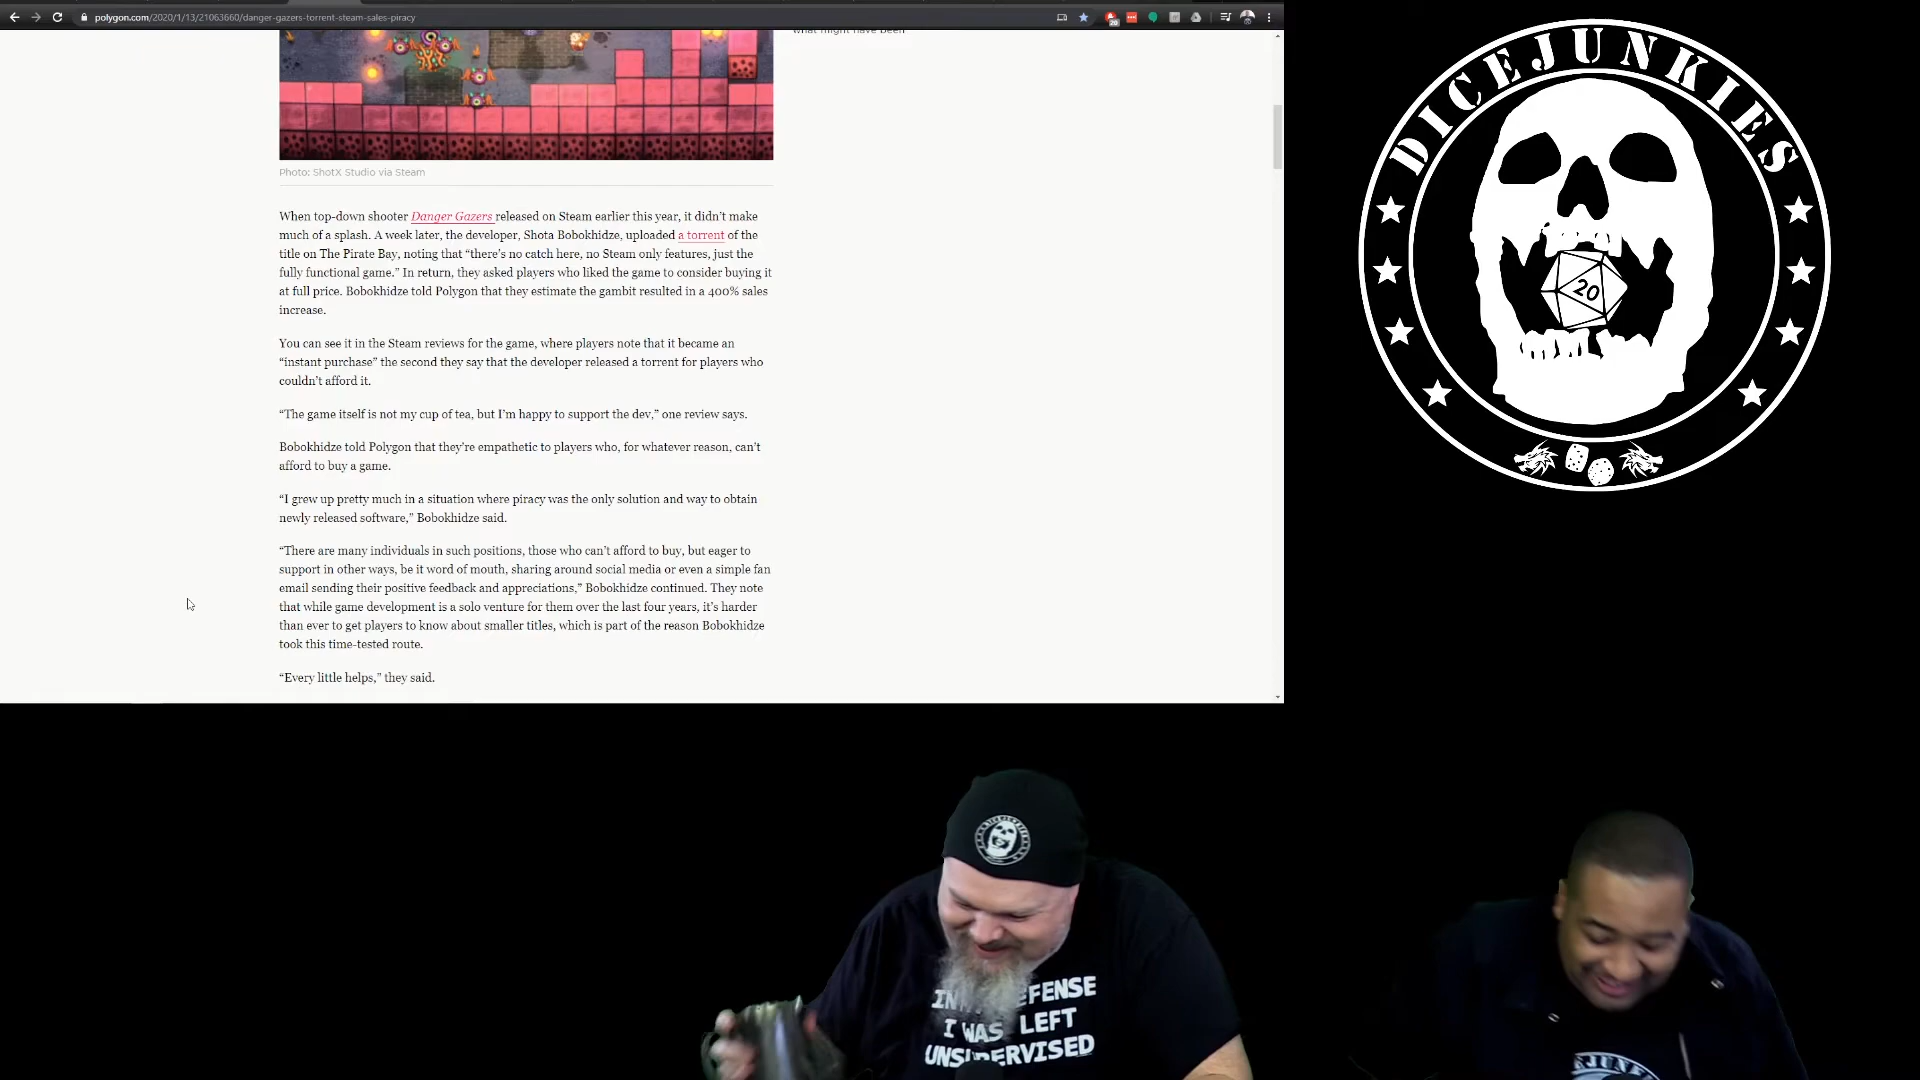 polygon.com/2020/1/13/21063660/danger-gazers-torrent-steam-sales-piracy
20
what might have been
Photo: ShotX Studio via Steam
When top-down shooter Danger Gazers released on Steam earlier this year, it didn’t make
much of a splash. A week later, the developer, Shota Bobokhidze, uploaded a torrent of the
title on The Pirate Bay, noting that “there’s no catch here, no Steam only features, just the
fully functional game.” In return, they asked players who liked the game to consider buying it
at full price. Bobokhidze told Polygon that they estimate the gambit resulted in a 400% sales
increase.
You can see it in the Steam reviews for the game, where players note that it became an
“instant purchase” the second they say that the developer released a torrent for players who
couldn’t afford it.
“The game itself is not my cup of tea, but I’m happy to support the dev,” one review says.
Bobokhidze told Polygon that they’re empathetic to players who, for whatever reason, can’t
afford to buy a game.
“I grew up pretty much in a situation where piracy was the only solution and way to obtain
newly released software,” Bobokhidze said.
“There are many individuals in such positions, those who can’t afford to buy, but eager to
support in other ways, be it word of mouth, sharing around social media or even a simple fan
email sending their positive feedback and appreciations,” Bobokhidze continued. They note
that while game development is a solo venture for them over the last four years, it’s harder
than ever to get players to know about smaller titles, which is part of the reason Bobokhidze
took this time-tested route.
“Every little helps,” they said.
DICEJUNKIES
20
I WAS LEFT